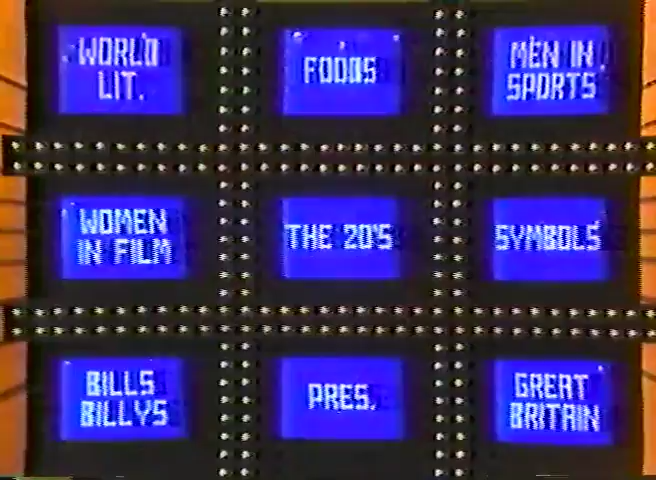 WORLD
LIT.
FOODS
MEN IN
SPORTS
WOMEN
IN FILM
THE 20'S
SYMBOLS
BILLS
BILLYS
PRES.
GREAT
BRITAIN